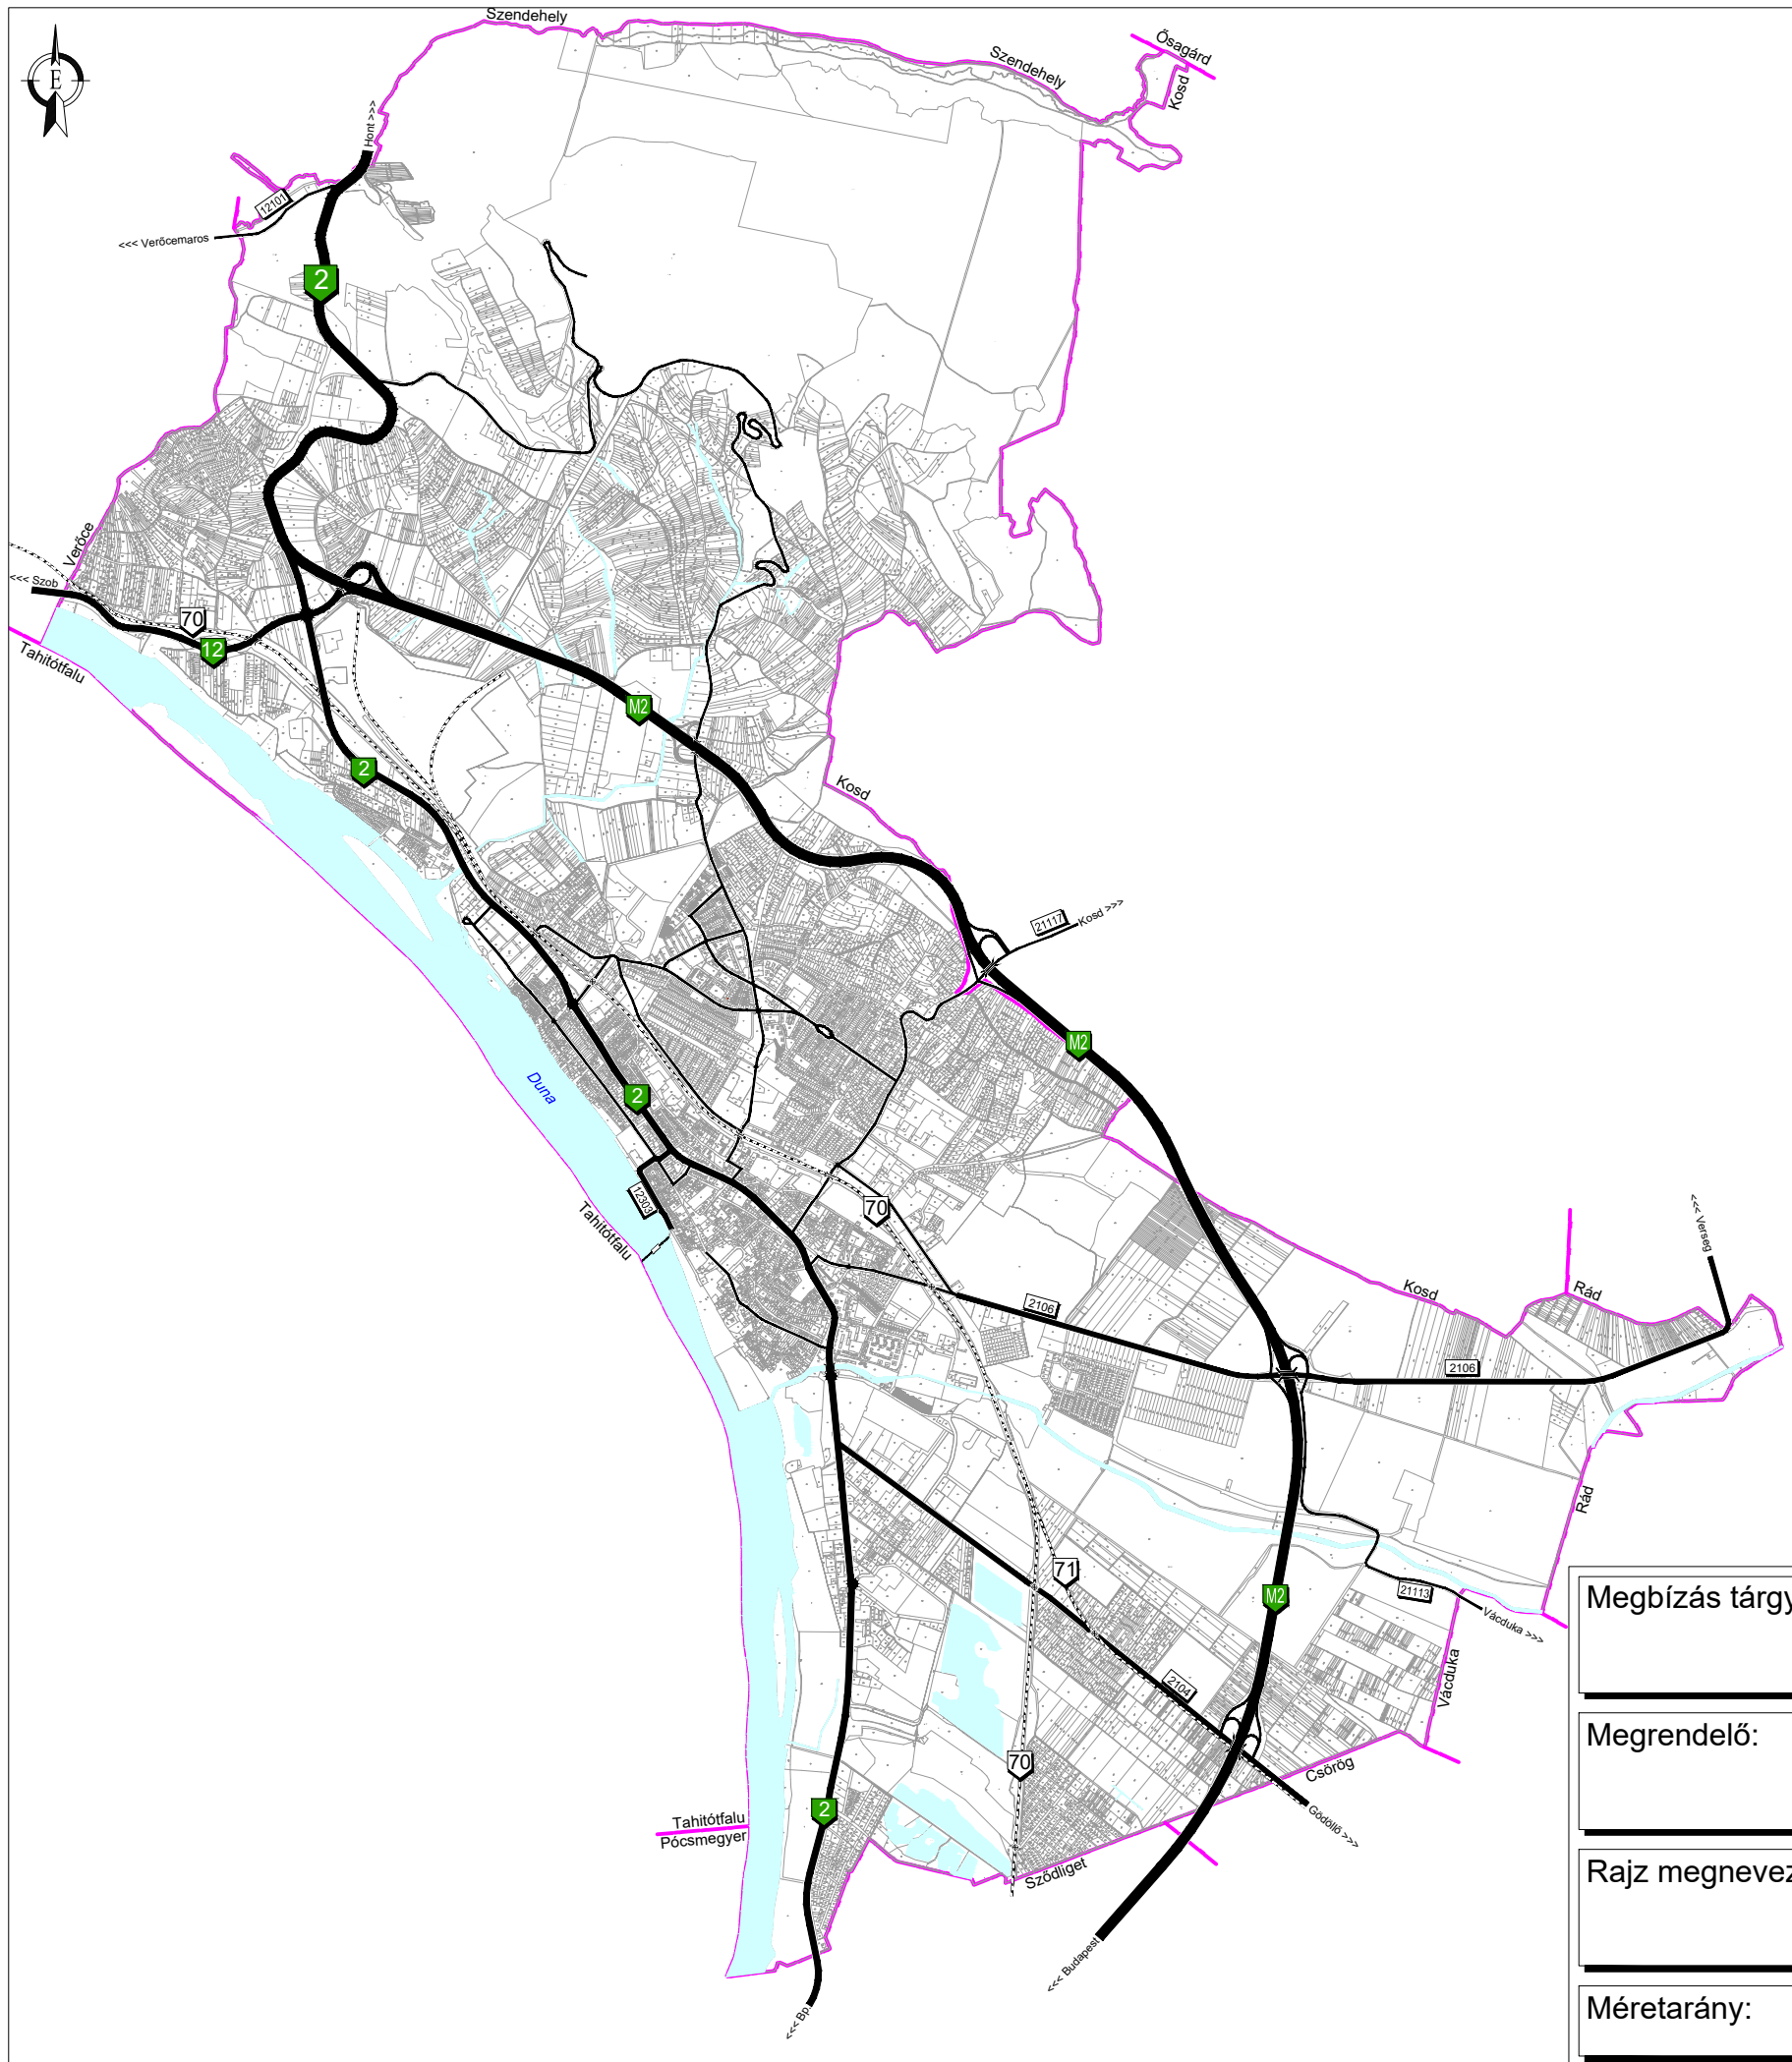 Szendehely
Ősagárd
Szendehely
Kosd
E
Hont >>>
12101
<<< Verőcemaros
2
Verőce
<<< Szob
70
12
Tahitótfalu
M2
2
Kosd
21117
Kosd >>>
M2
Duna
2
12303
70
Tahitótfalu
<<< Verseg
Kosd
Rád
2106
2106
Rád
71
M2
21113
Vácduka >>>
Vácduka
2104
70
Csörög
Gödöllő >>>
2
Tahitótfalu
Pócsmegyer
Sződliget
<<< Budapest
<<< Bp.
Megbízás tárgy
Megrendelő:
Rajz megnevez
Méretarány: